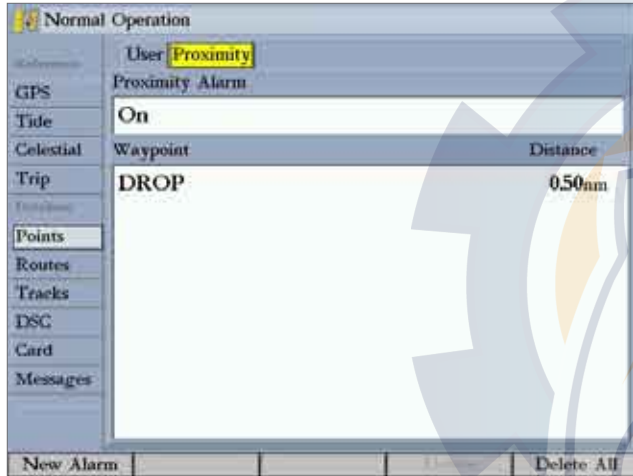 Normal Operation
User Proximity
Proximity Alarm
On
Waypoint Distance
DROP 0.50nm
GPS
Tide
Celestial
Trip
Points
Routes
Tracks
DSC
Card
Messages
New Alarm Delete All